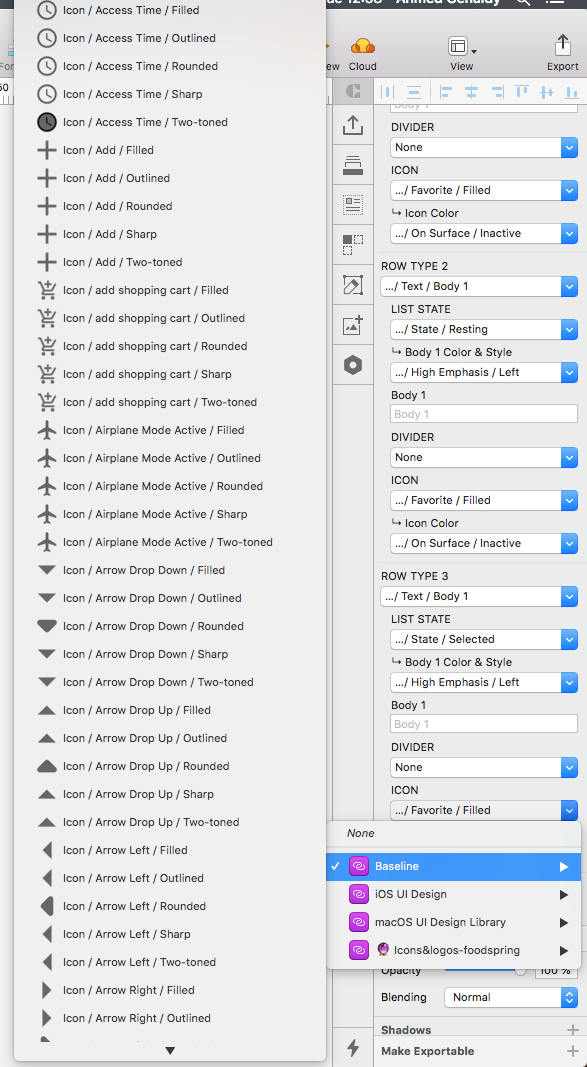 Icon / Access Time / Filled
Icon / Access Time / Outlined
Icon / Access Time / Rounded
Icon / Access Time / Sharp
Icon / Access Time / Two-toned
Icon / Add / Filled
Icon / Add / Outlined
Icon / Add / Rounded
Icon / Add / Sharp
Icon / Add / Two-toned
Icon / add shopping cart / Filled
Icon / add shopping cart / Outlined
Icon / add shopping cart / Rounded
Icon / add shopping cart / Sharp
Icon / add shopping cart / Two-toned
Icon / Airplane Mode Active / Filled
Icon / Airplane Mode Active / Outlined
Icon / Airplane Mode Active / Rounded
Icon / Airplane Mode Active / Sharp
Icon / Airplane Mode Active / Two-toned
Icon / Arrow Drop Down / Filled
Icon / Arrow Drop Down / Outlined
Icon / Arrow Drop Down / Rounded
Icon / Arrow Drop Down / Sharp
Icon / Arrow Drop Down / Two-toned
Icon / Arrow Drop Up / Filled
Icon / Arrow Drop Up / Outlined
Icon / Arrow Drop Up / Rounded
Icon / Arrow Drop Up / Sharp
Icon / Arrow Drop Up / Two-toned
Icon / Arrow Left / Filled
Icon / Arrow Left / Outlined
Icon / Arrow Left / Rounded
Icon / Arrow Left / Sharp
Icon / Arrow Left / Two-toned
Icon / Arrow Right / Filled
Icon / Arrow Right / Outlined
Cloud
View
Export
Body 1
DIVIDER
None
ICON
.../ Favorite / Filled
↳ Icon Color
.../ On Surface / Inactive
ROW TYPE 2
.../ Text / Body 1
LIST STATE
.../ State / Resting
↳ Body 1 Color & Style
.../ High Emphasis / Left
Body 1
Body 1
DIVIDER
None
ICON
.../ Favorite / Filled
↳ Icon Color
.../ On Surface / Inactive
ROW TYPE 3
.../ Text / Body 1
LIST STATE
.../ State / Selected
↳ Body 1 Color & Style
.../ High Emphasis / Left
Body 1
Body 1
DIVIDER
None
ICON
.../ Favorite / Filled
None
Baseline
iOS UI Design
macOS UI Design Library
🔮 Icons&logos-foodspring
Opacity
100 %
Blending
Normal
Shadows
Make Exportable